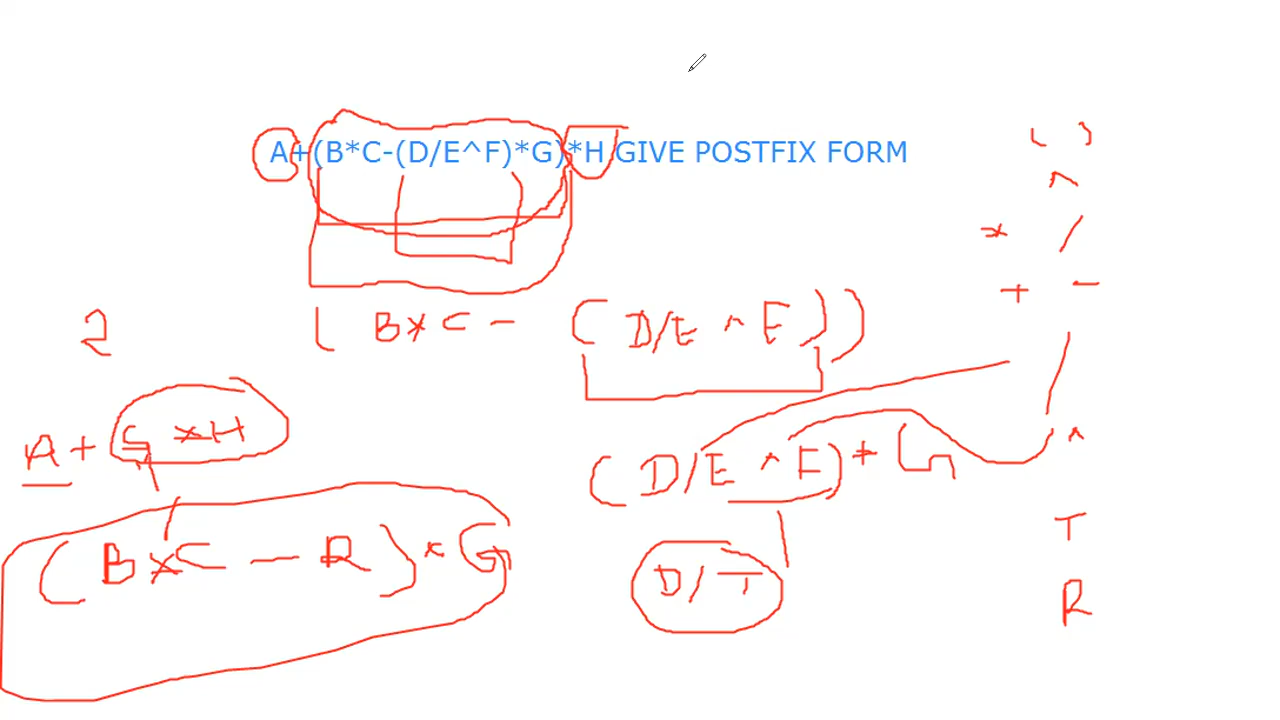 A+(B*C-(D/E^F)*G)*H GIVE POSTFIX FORM
( )
^
* /
+ -
2
( B*C - ( D/E ^ F ) )
A + G *H
( D/E ^ F ) * G
^
( B*C - R ) * G
D/T
T
R